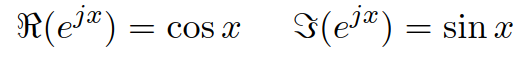 ℜ(e^{jx}) = cos x ℑ(e^{jx}) = sin x